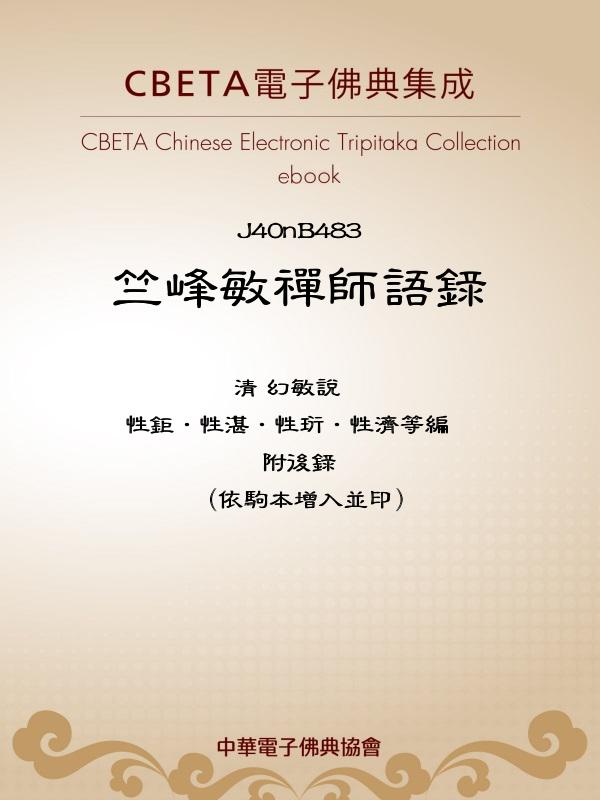 CBETA電子佛典集成
CBETA Chinese Electronic Tripitaka Collection
ebook
J40nB483
竺峰敏禪師語錄
清 幻敏說
性鉅．性湛．性珩．性濟等編
附後錄
（依駒本增入並印）
中華電子佛典協會